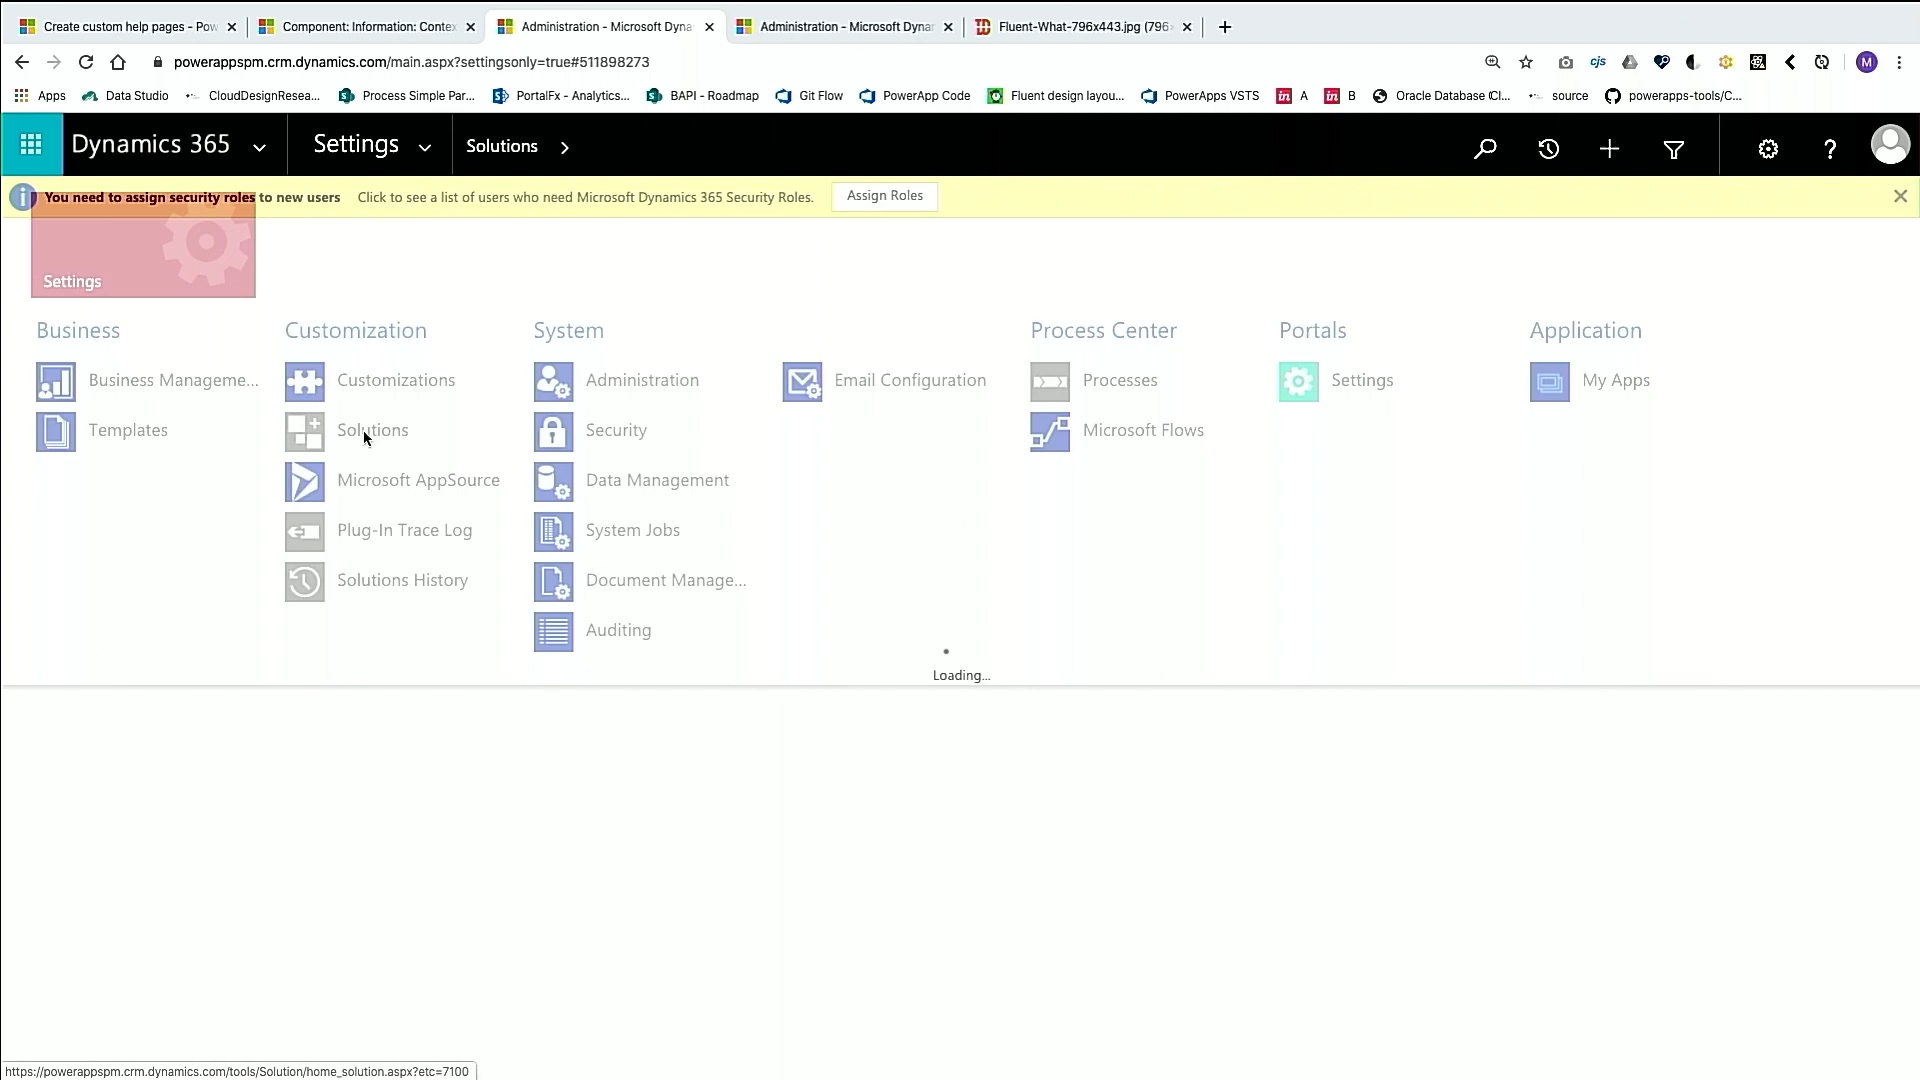 Create custom help pages - Pow
Component: Information: Contex
Administration - Microsoft Dyna
Administration - Microsoft Dynar
Fluent-What-796x443.jpg (796
powerappspm.crm.dynamics.com/main.aspx?settingsonly=true#511898273
M
Apps
Data Studio
CloudDesignResea...
Process Simple Par...
PortalFx - Analytics...
BAPI - Roadmap
Git Flow
PowerApp Code
Fluent design layou...
PowerApps VSTS
A
B
Oracle Database (Cl...
source
powerapps-tools/C...
Dynamics 365
Settings
Solutions
You need to assign security roles to new users
Click to see a list of users who need Microsoft Dynamics 365 Security Roles.
Assign Roles
Settings
Business
Customization
System
Process Center
Portals
Application
Business Manageme...
Customizations
Administration
Email Configuration
Processes
Settings
My Apps
Templates
Solutions
Security
Microsoft Flows
Microsoft AppSource
Data Management
Plug-In Trace Log
System Jobs
Solutions History
Document Manage...
Auditing
Loading...
https://powerappspm.crm.dynamics.com/tools/Solution/home_solution.aspx?etc=7100